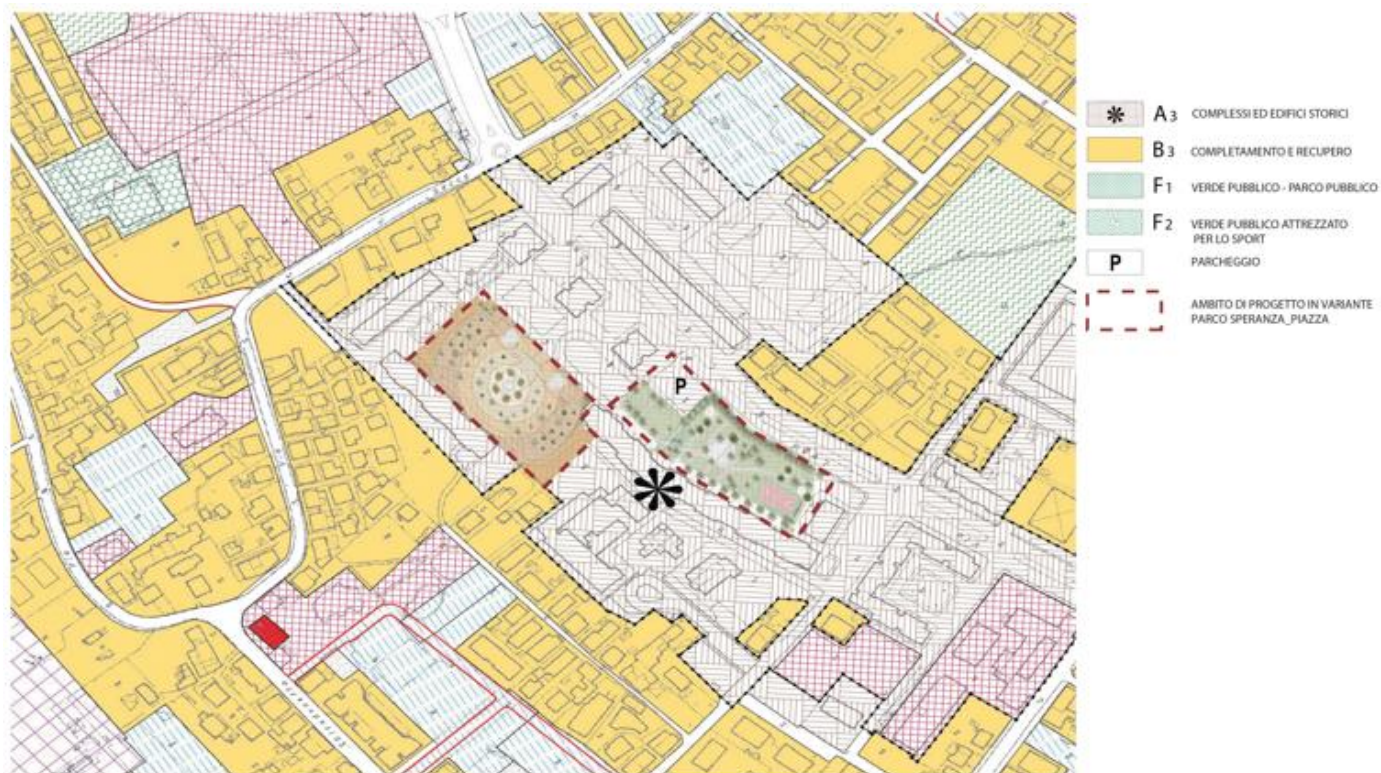 A3 COMPLESSI ED EDIFICI STORICI
B3 COMPLETAMENTO E RECUPERO
F1 VERDE PUBBLICO - PARCO PUBBLICO
F2 VERDE PUBBLICO ATTREZZATO
PER LO SPORT
P PARCHEGGIO
AMBITO DI PROGETTO IN VARIANTE
PARCO SPERANZA_PIAZZA
P